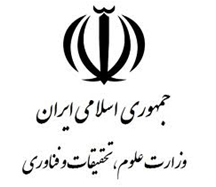 جمهوری اسلامی ایران
وزارت علوم، تحقیقات و فناوری